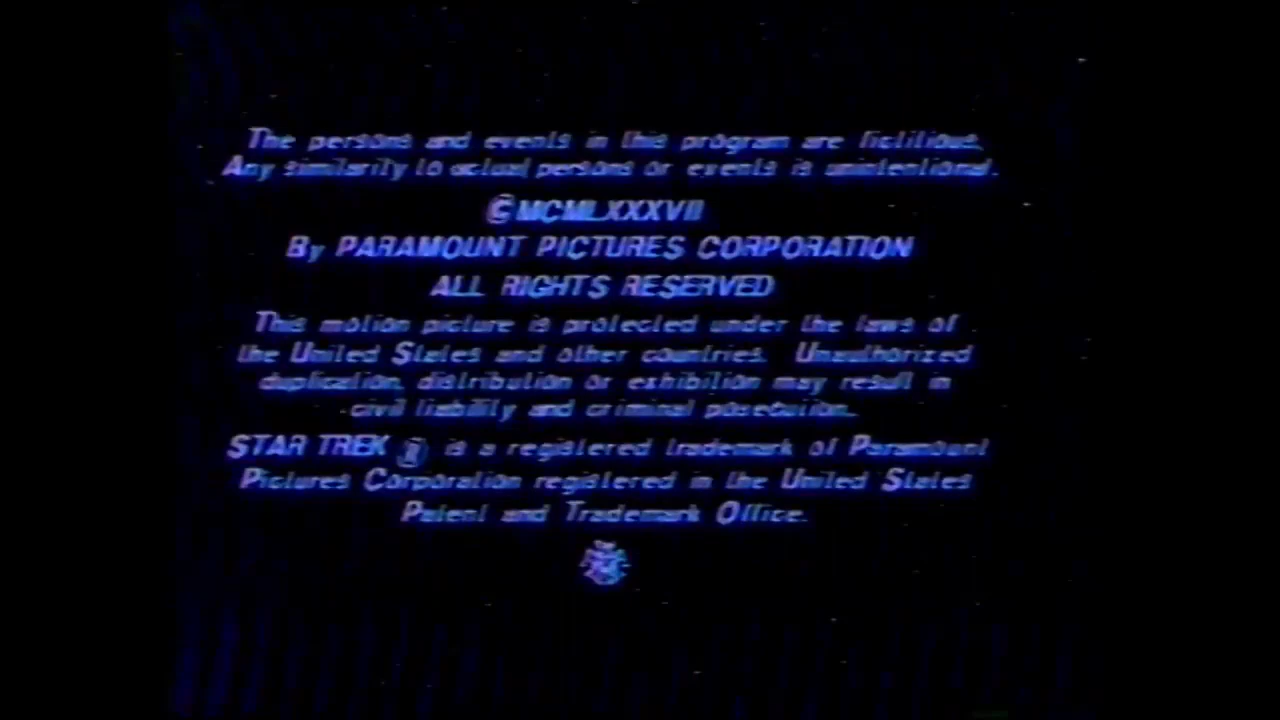 The persons and events in this program are fictitious.
Any similarity to actual persons or events is unintentional.
©MCMLXXXVII
By PARAMOUNT PICTURES CORPORATION
ALL RIGHTS RESERVED
This motion picture is protected under the laws of
the United States and other countries. Unauthorized
duplication, distribution or exhibition may result in
civil liability and criminal posecution.
STAR TREK ® is a registered trademark of Paramount
Pictures Corporation registered in the United States
Patent and Trademark Office.